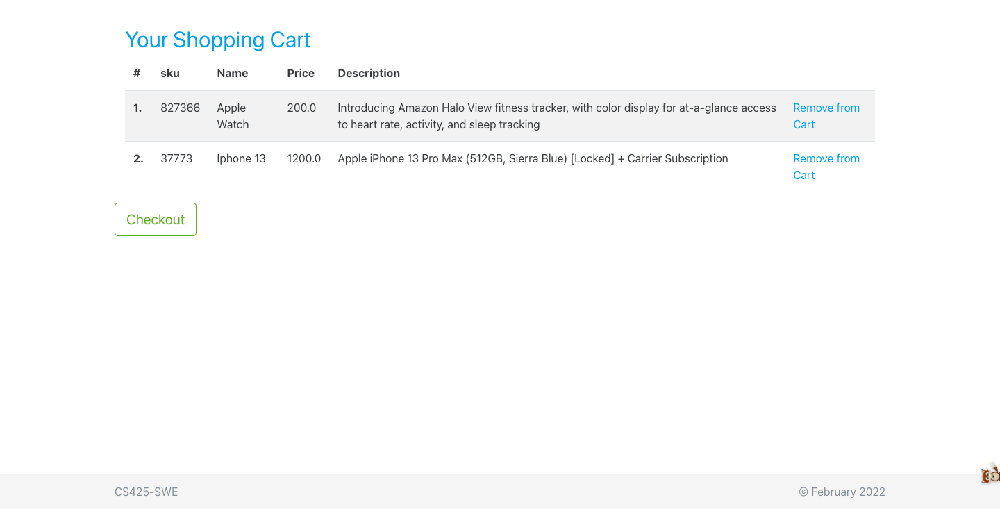 Your Shopping Cart
# sku Name Price Description
1. 827366 Apple Watch 200.0 Introducing Amazon Halo View fitness tracker, with color display for at-a-glance access to heart rate, activity, and sleep tracking Remove from Cart
2. 37773 Iphone 13 1200.0 Apple iPhone 13 Pro Max (512GB, Sierra Blue) [Locked] + Carrier Subscription Remove from Cart
Checkout
CS425-SWE © February 2022